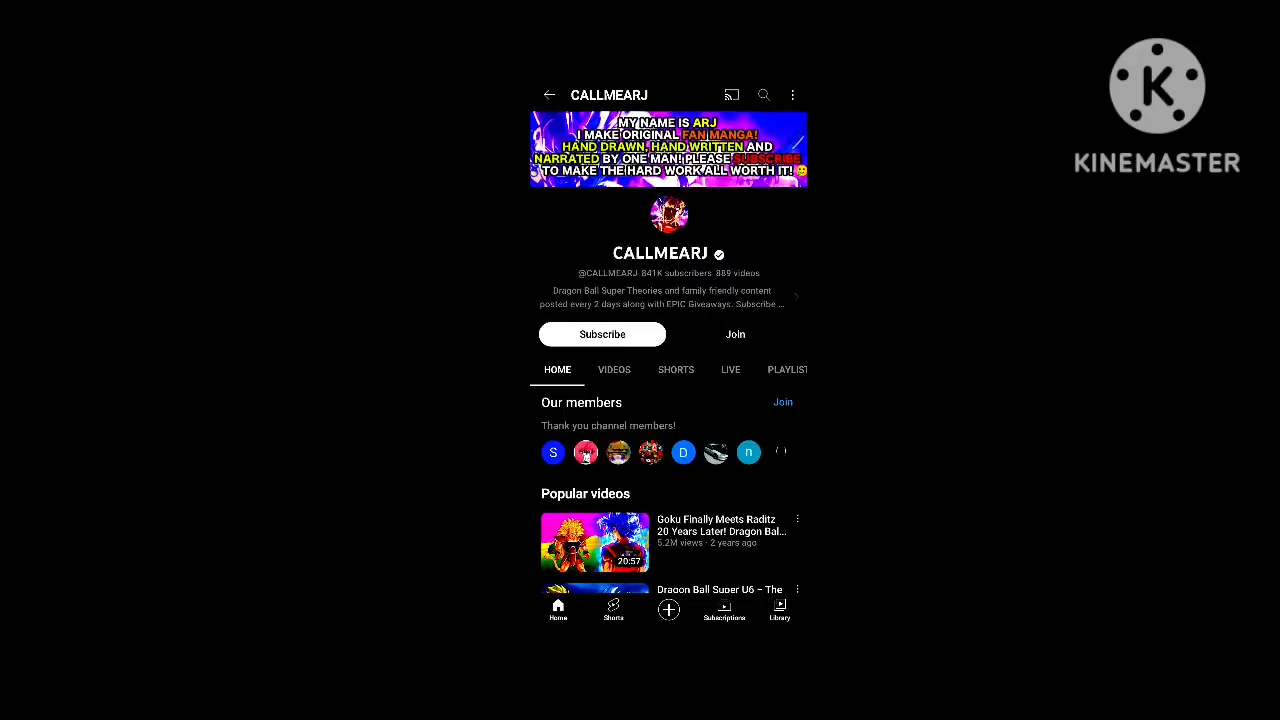 CALLMEARJ
MY NAME IS ARJ
I MAKE ORIGINAL FAN MANGA!
HAND DRAWN, HAND WRITTEN AND
NARRATED BY ONE MAN! PLEASE SUBSCRIBE
TO MAKE THE HARD WORK ALL WORTH IT!
K
KINEMASTER
CALLMEARJ
@CALLMEARJ 841K subscribers 889 videos
Dragon Ball Super Theories and family friendly content
posted every 2 days along with EPIC Giveaways. Subscribe ...
Subscribe Join
HOME VIDEOS SHORTS LIVE PLAYLIST
Our members Join
Thank you channel members!
S D n
Popular videos
Goku Finally Meets Raditz
20 Years Later! Dragon Bal...
5.2M views · 2 years ago
20:57
Dragon Ball Super U6 – The
Home Shorts Subscriptions Library